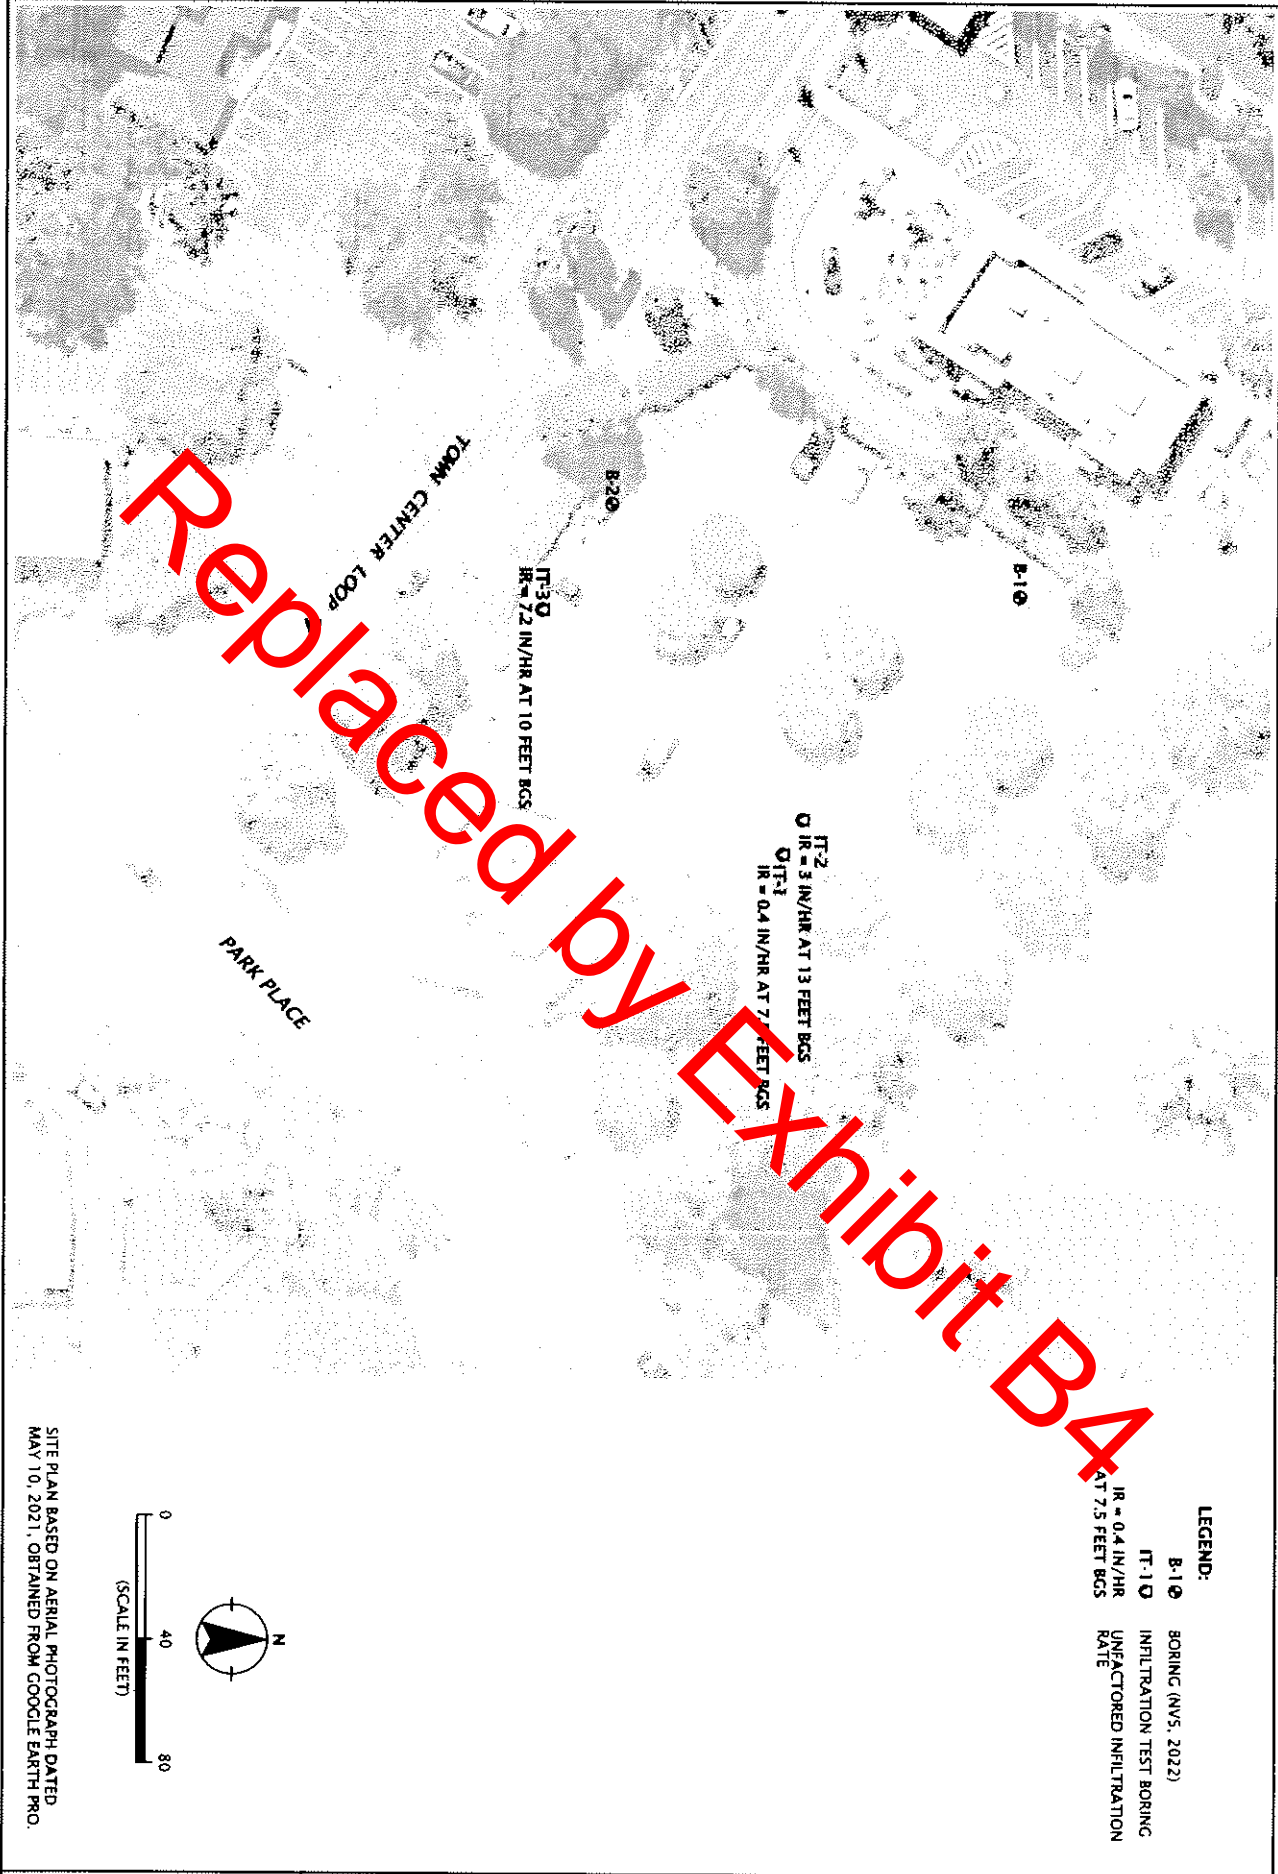 LEGEND:
B-1 BORING (NV5, 2022)
IT-1 INFILTRATION TEST BORING
IR = 0.4 IN/HR UNFACTORED INFILTRATION
AT 7.5 FEET BGS RATE
B-1
IT-2
IR = 3 IN/HR AT 13 FEET BGS
IT-1
IR = 0.4 IN/HR AT 7. FEET BGS
B-2
IT-3
IR = 7.2 IN/HR AT 10 FEET BGS
TOWN CENTER LOOP
PARK PLACE
N
0 40 80
(SCALE IN FEET)
SITE PLAN BASED ON AERIAL PHOTOGRAPH DATED
MAY 10, 2021, OBTAINED FROM GOOGLE EARTH PRO.
Replaced by Exhibit B4